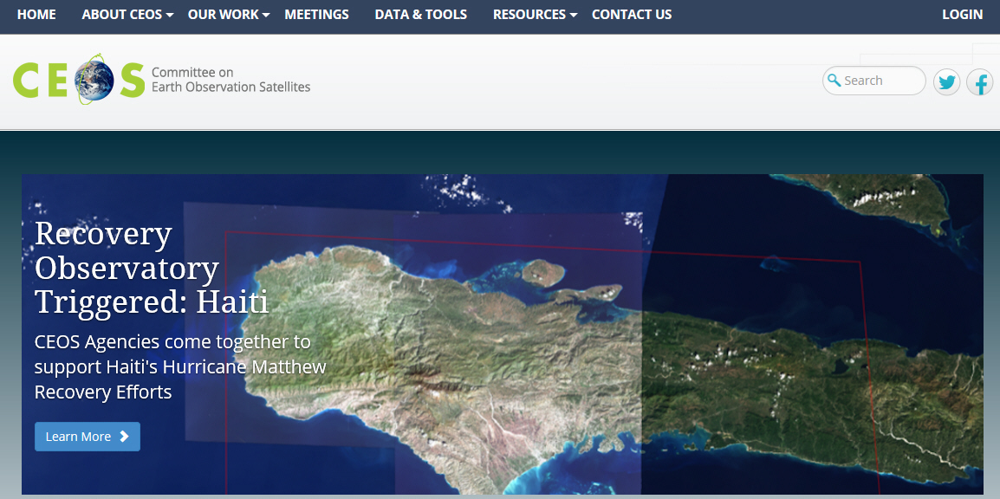 HOME ABOUT CEOS OUR WORK MEETINGS DATA & TOOLS RESOURCES CONTACT US LOGIN
CEOS
Committee on
Earth Observation Satellites
Search
Recovery
Observatory
Triggered: Haiti
CEOS Agencies come together to
support Haiti's Hurricane Matthew
Recovery Efforts
Learn More